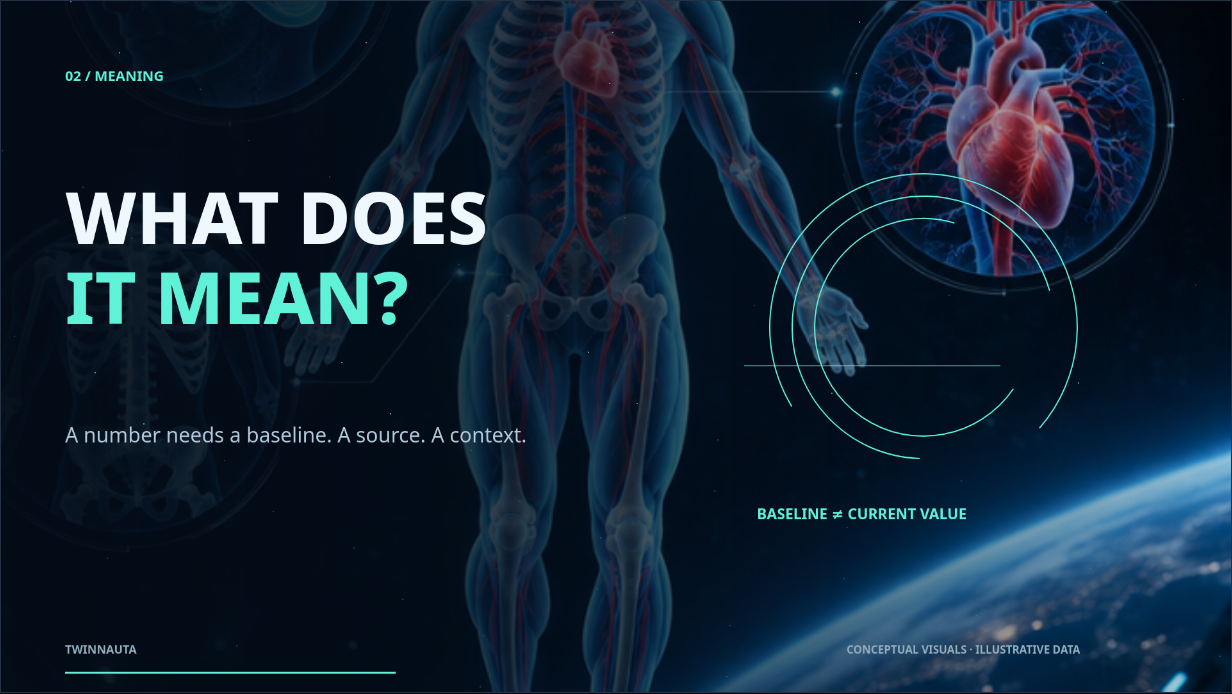 02 / MEANING
WHAT DOES
IT MEAN?
A number needs a baseline. A source. A context.
BASELINE ≠ CURRENT VALUE
TWINNAUTA
CONCEPTUAL VISUALS · ILLUSTRATIVE DATA